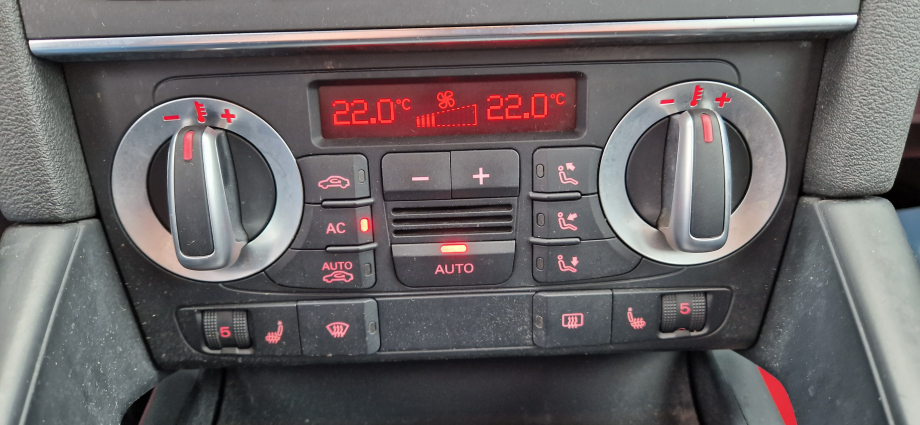 22.0°C 22.0°C
- + - +
- +
AC
AUTO AUTO
5 5